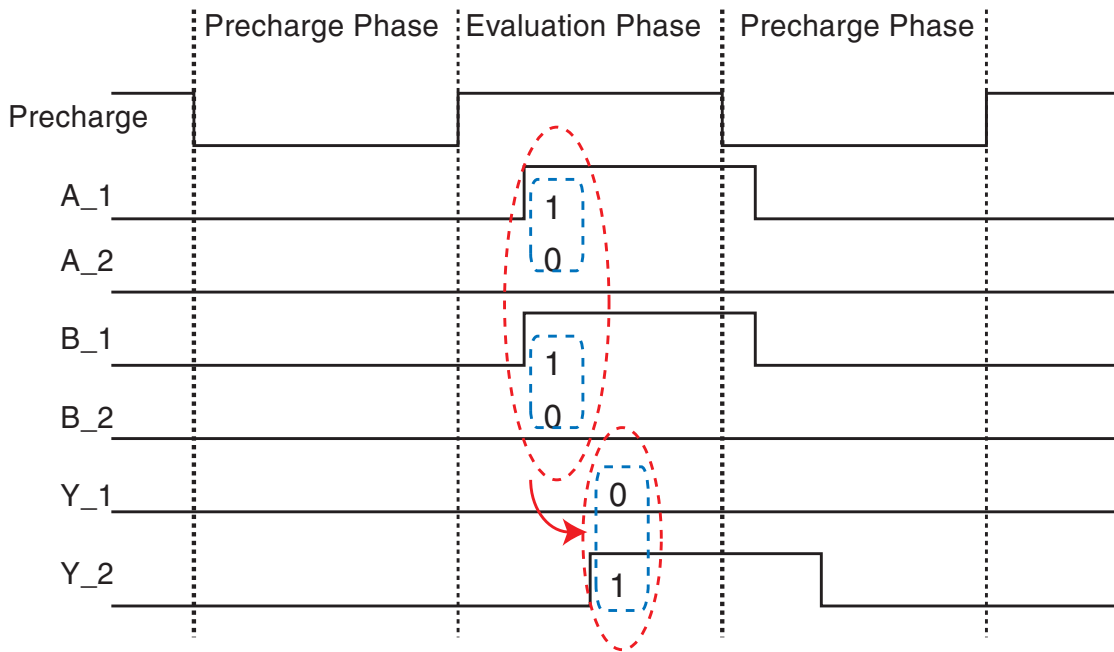 Precharge Phase Evaluation Phase Precharge Phase
Precharge
A_1
1
A_2
0
B_1
1
B_2
0
Y_1
0
Y_2
1